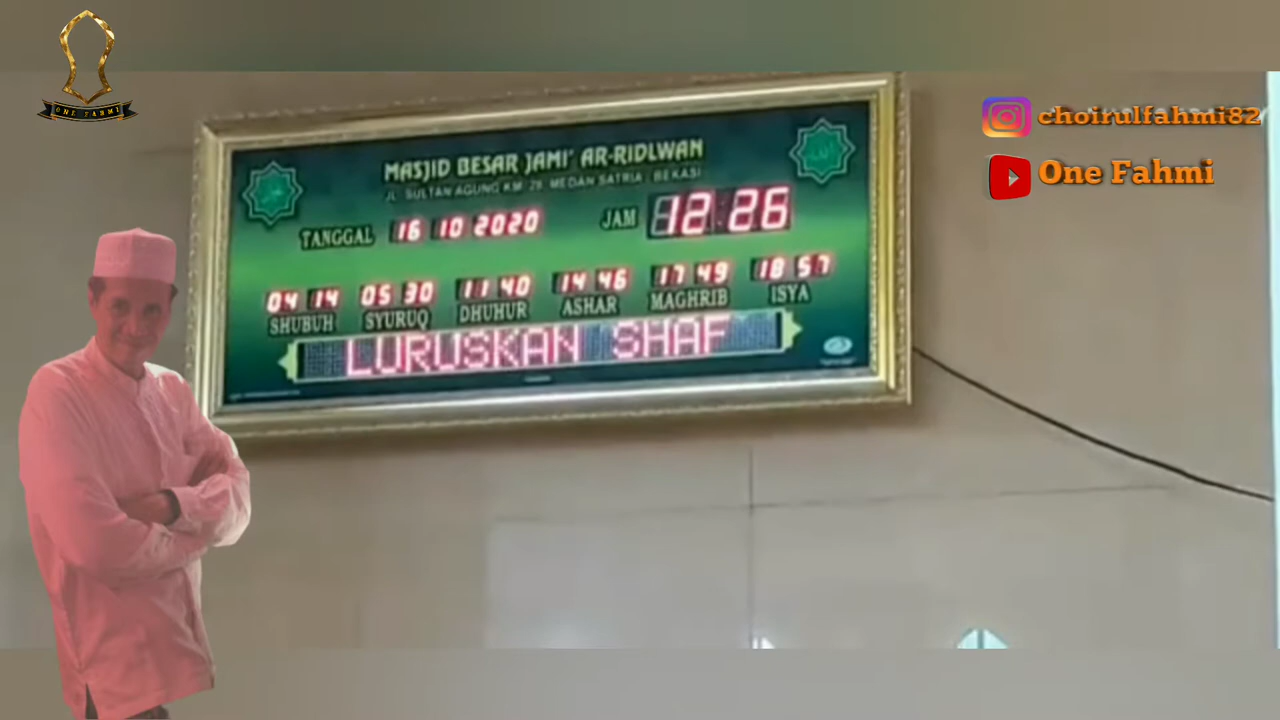 ONE FAHMI
choirulfahmi82
One Fahmi
MASJID BESAR JAMI' AR-RIDLWAN
JL. SULTAN AGUNG KM. 28 MEDAN SATRIA - BEKASI
TANGGAL 16 10 2020 JAM 12:26
04 14 05 30 11 40 14 46 17 49 18 57
SHUBUH SYURUQ DHUHUR ASHAR MAGHRIB ISYA
LURUSKAN SHAF